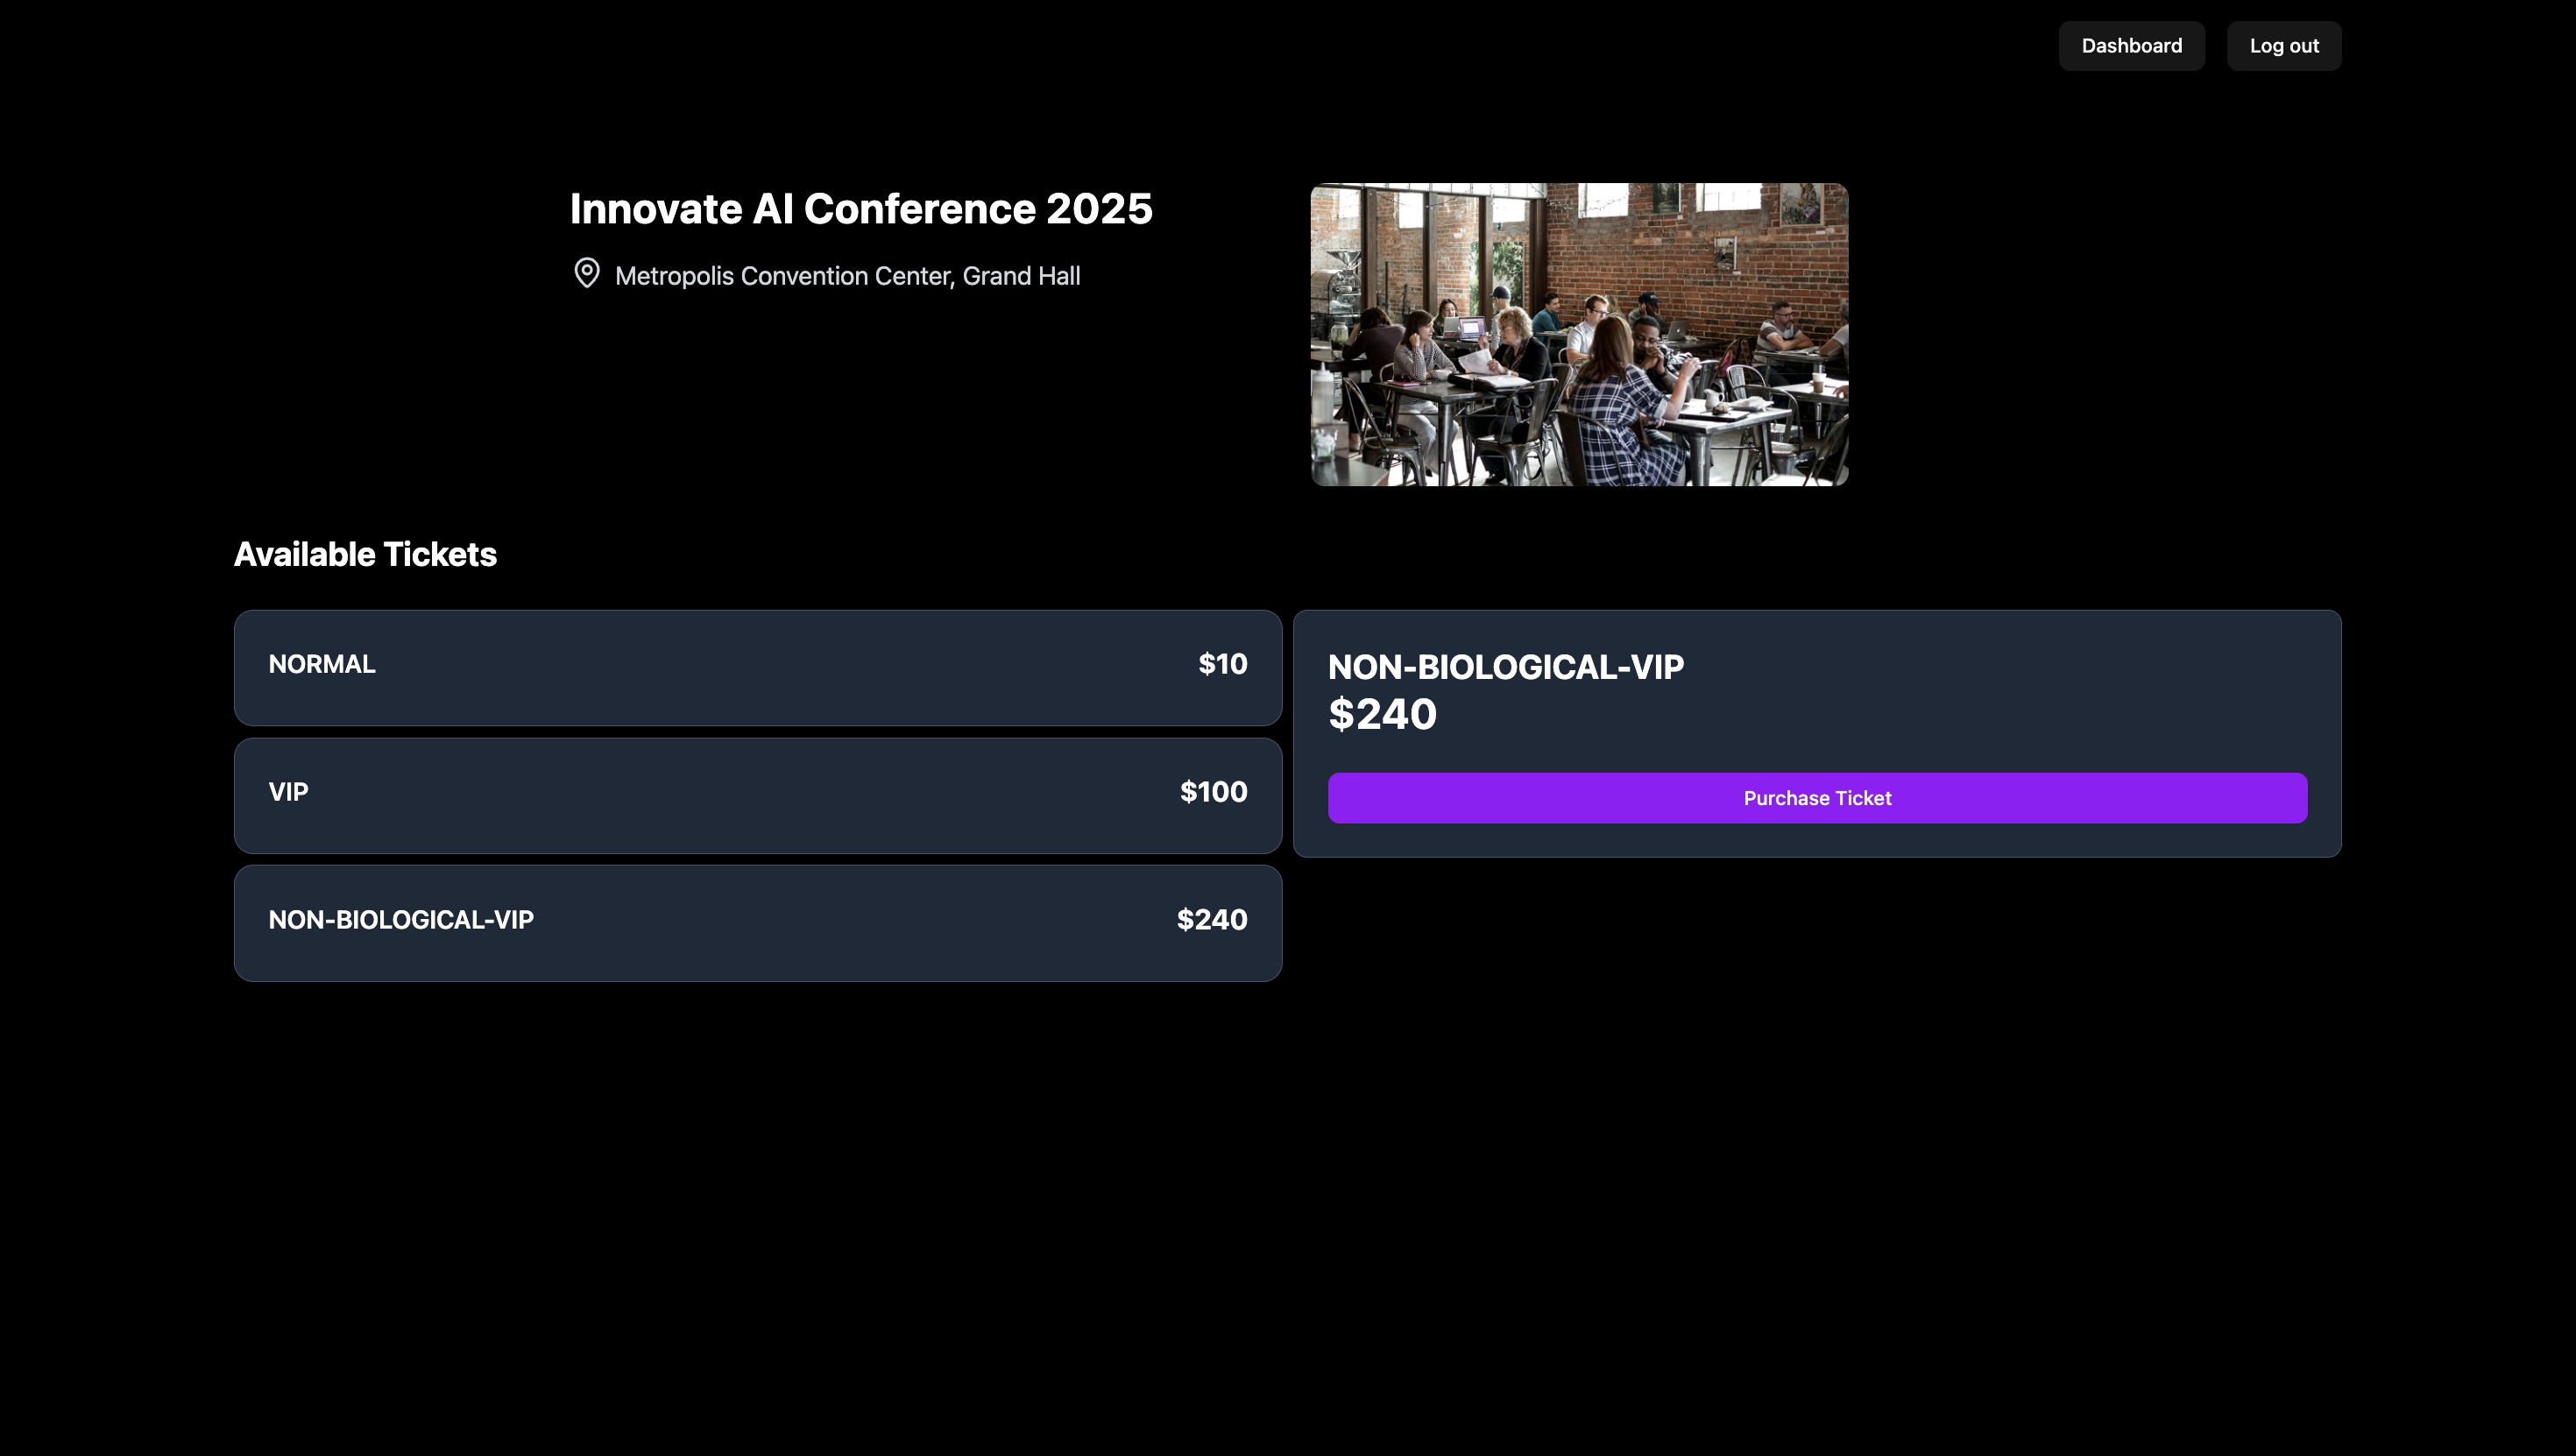 Dashboard
Log out
Innovate AI Conference 2025
Metropolis Convention Center, Grand Hall
Available Tickets
NORMAL $10
VIP $100
NON-BIOLOGICAL-VIP $240
NON-BIOLOGICAL-VIP
$240
Purchase Ticket